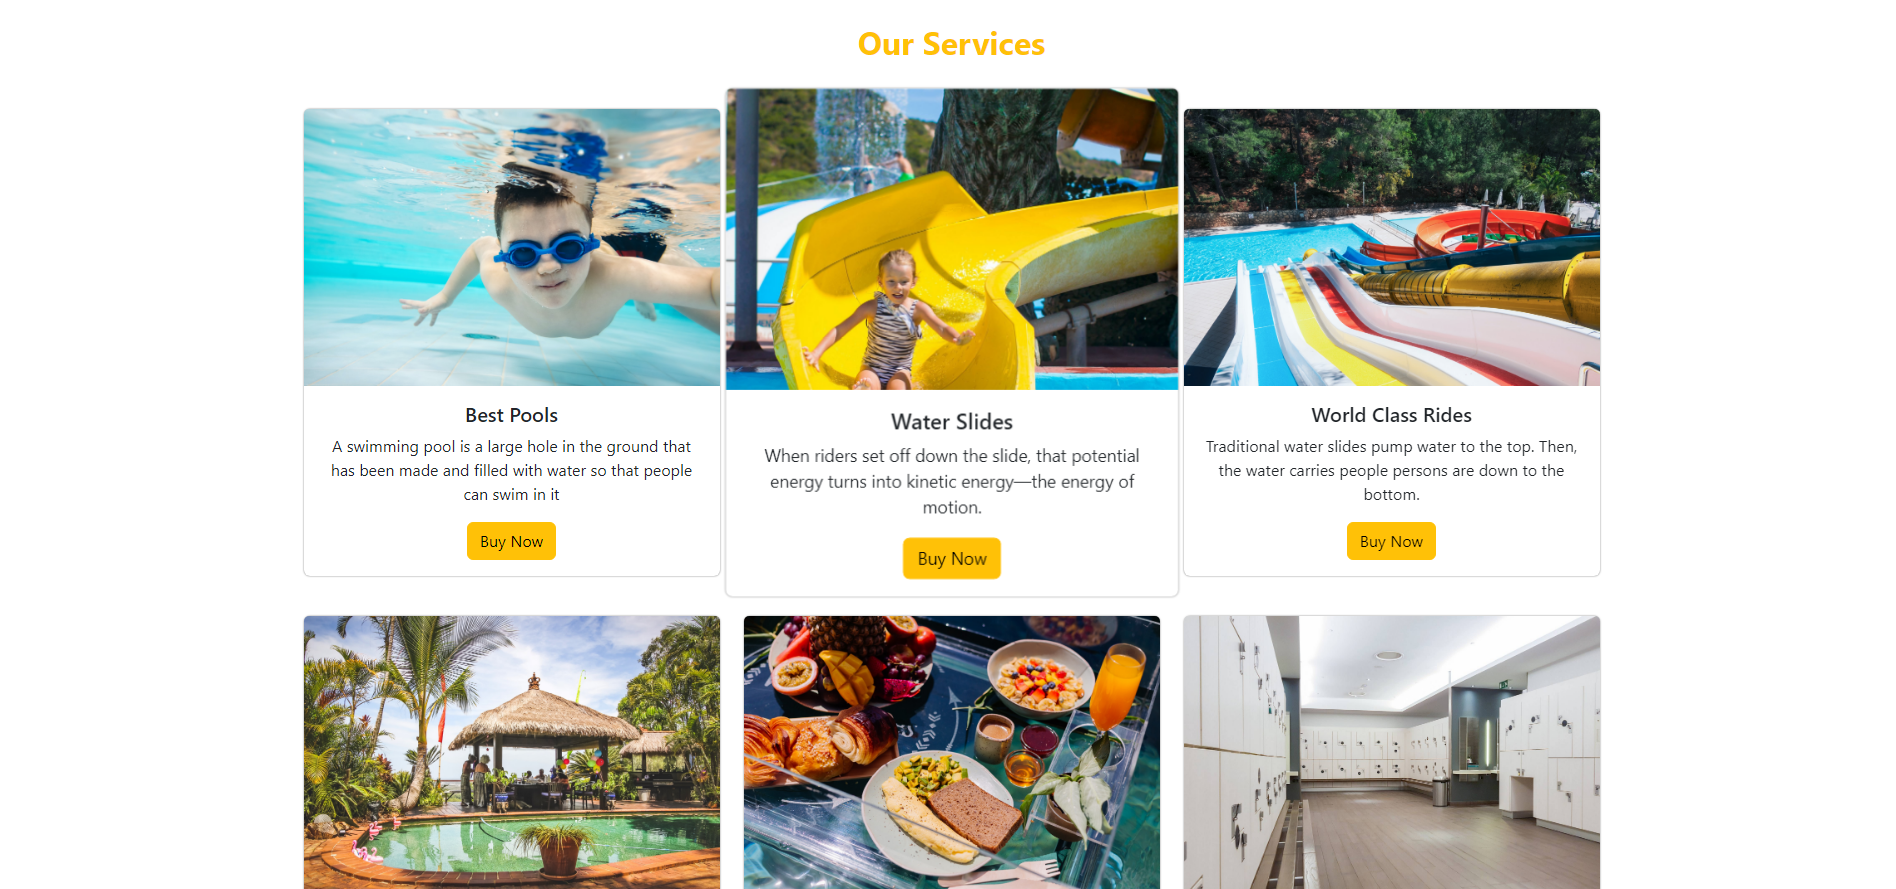 Our Services
Best Pools
A swimming pool is a large hole in the ground that
has been made and filled with water so that people
can swim in it
Buy Now
Water Slides
When riders set off down the slide, that potential
energy turns into kinetic energy—the energy of
motion.
Buy Now
World Class Rides
Traditional water slides pump water to the top. Then,
the water carries people persons are down to the
bottom.
Buy Now